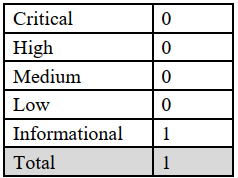 Critical 0
High 0
Medium 0
Low 0
Informational 1
Total 1